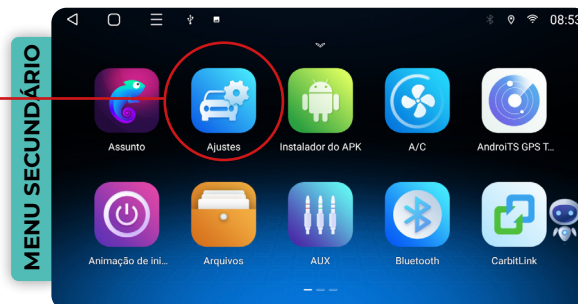 MENU SECUNDÁRIO
08:53
Assunto
Ajustes
Instalador do APK
A/C
AndroiTS GPS T...
Animação de ini...
Arquivos
AUX
Bluetooth
CarbitLink